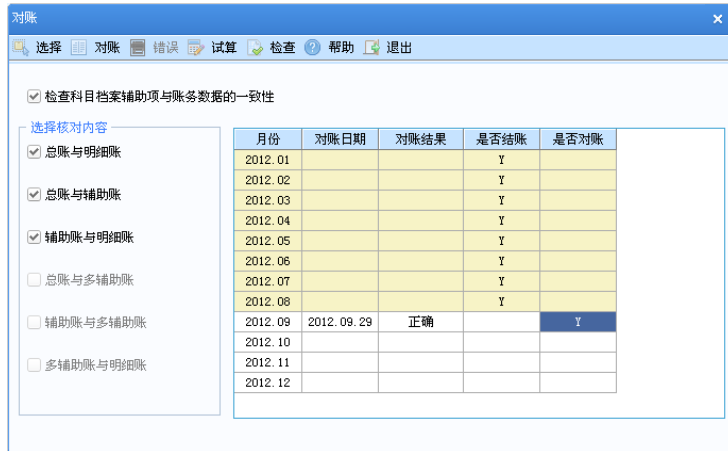 对账
选择 对账 错误 试算 检查 帮助 退出
检查科目档案辅助项与账务数据的一致性
选择核对内容
总账与明细账
总账与辅助账
辅助账与明细账
总账与多辅助账
辅助账与多辅助账
多辅助账与明细账
月份 对账日期 对账结果 是否结账 是否对账
2012.01 Y
2012.02 Y
2012.03 Y
2012.04 Y
2012.05 Y
2012.06 Y
2012.07 Y
2012.08 Y
2012.09 2012.09.29 正确 Y
2012.10
2012.11
2012.12